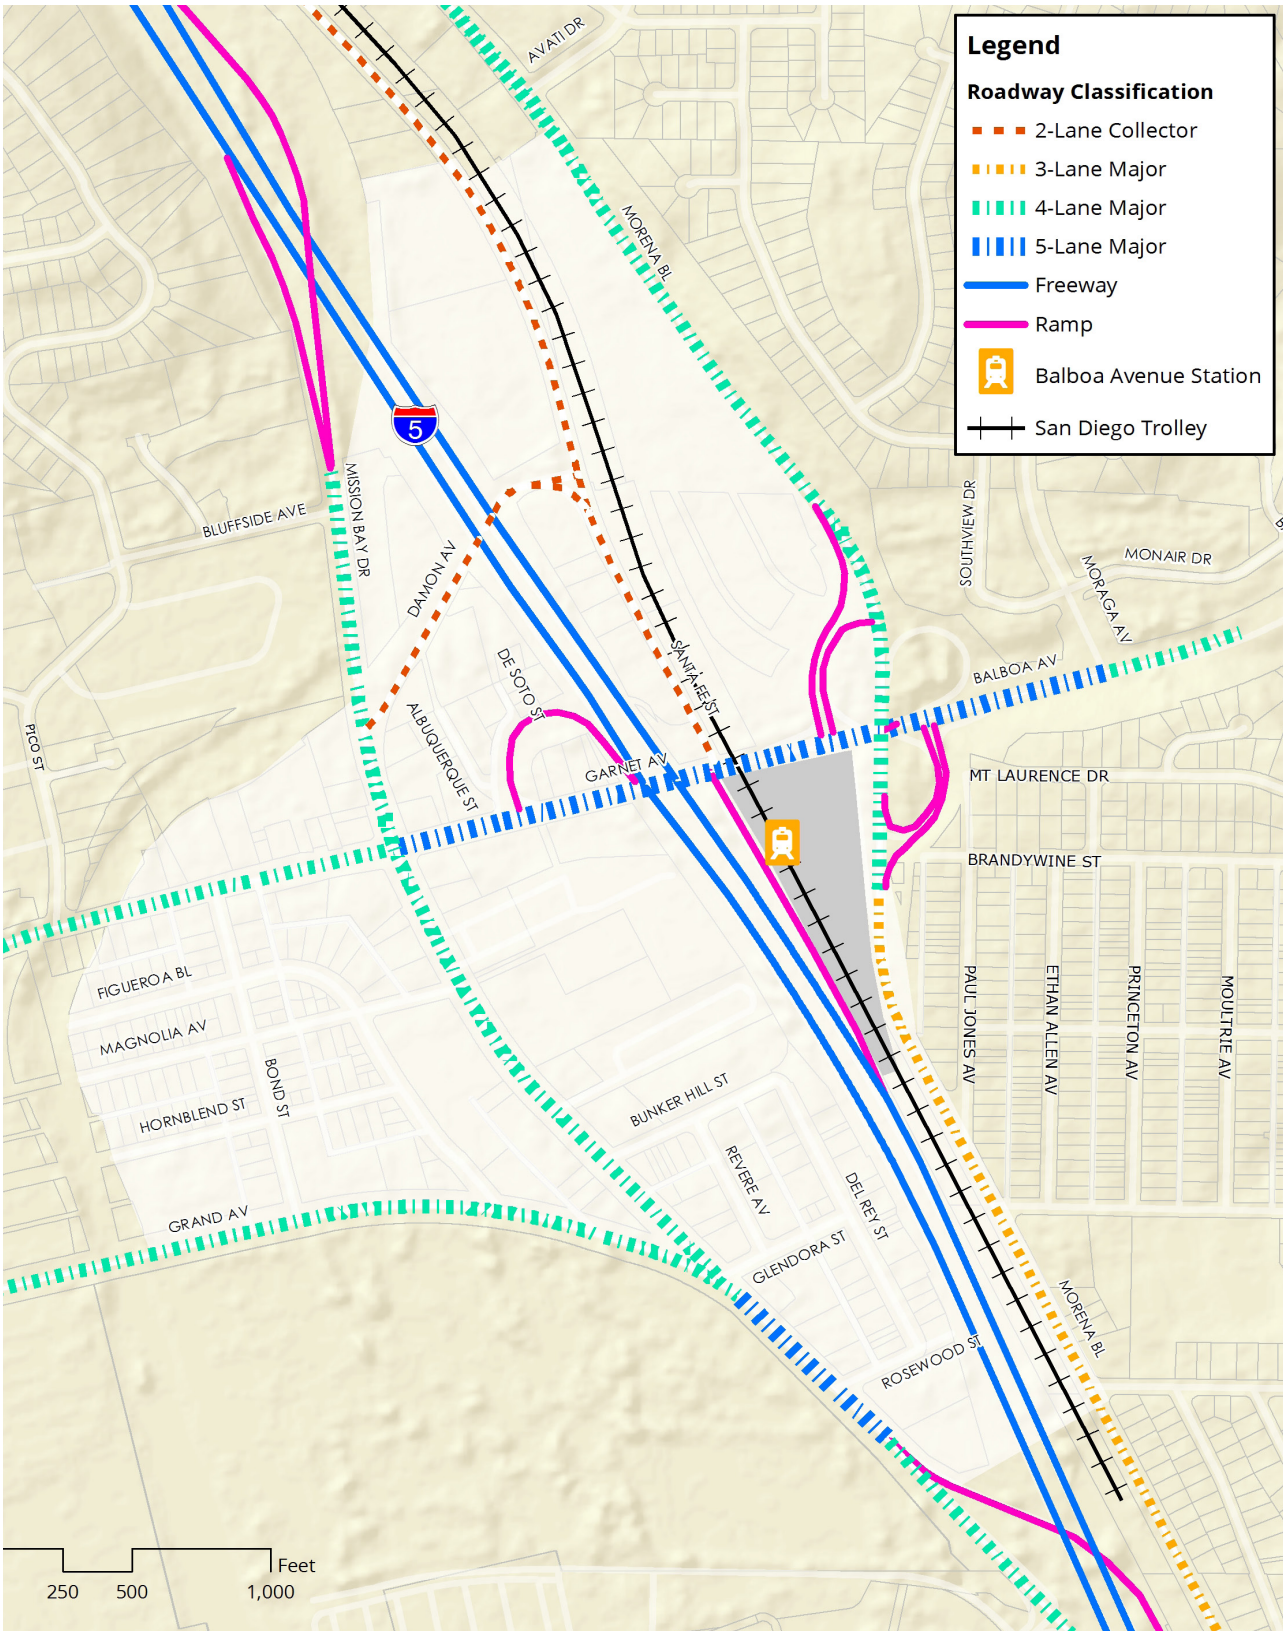 Legend
Roadway Classification
2-Lane Collector
3-Lane Major
4-Lane Major
5-Lane Major
Freeway
Ramp
Balboa Avenue Station
San Diego Trolley
AVATI DR
MORENA BL
5
MISSION BAY DR
BLUFFSIDE AVE
DAMON AV
SOUTHVIEW DR
MONAIR DR
MORAGA AV
BALBOA AV
SANTA FE ST
DE SOTO ST
ALBUQUERQUE ST
PICO ST
GARNET AV
MT LAURENCE DR
BRANDYWINE ST
FIGUEROA BL
MAGNOLIA AV
HORNBLEND ST
BOND ST
PAUL JONES AV
ETHAN ALLEN AV
PRINCETON AV
MOULTRIE AV
BUNKER HILL ST
REVERE AV
DEL REY ST
GRAND AV
GLENDORA ST
MORENA BL
ROSEWOOD ST
Feet
250 500 1,000